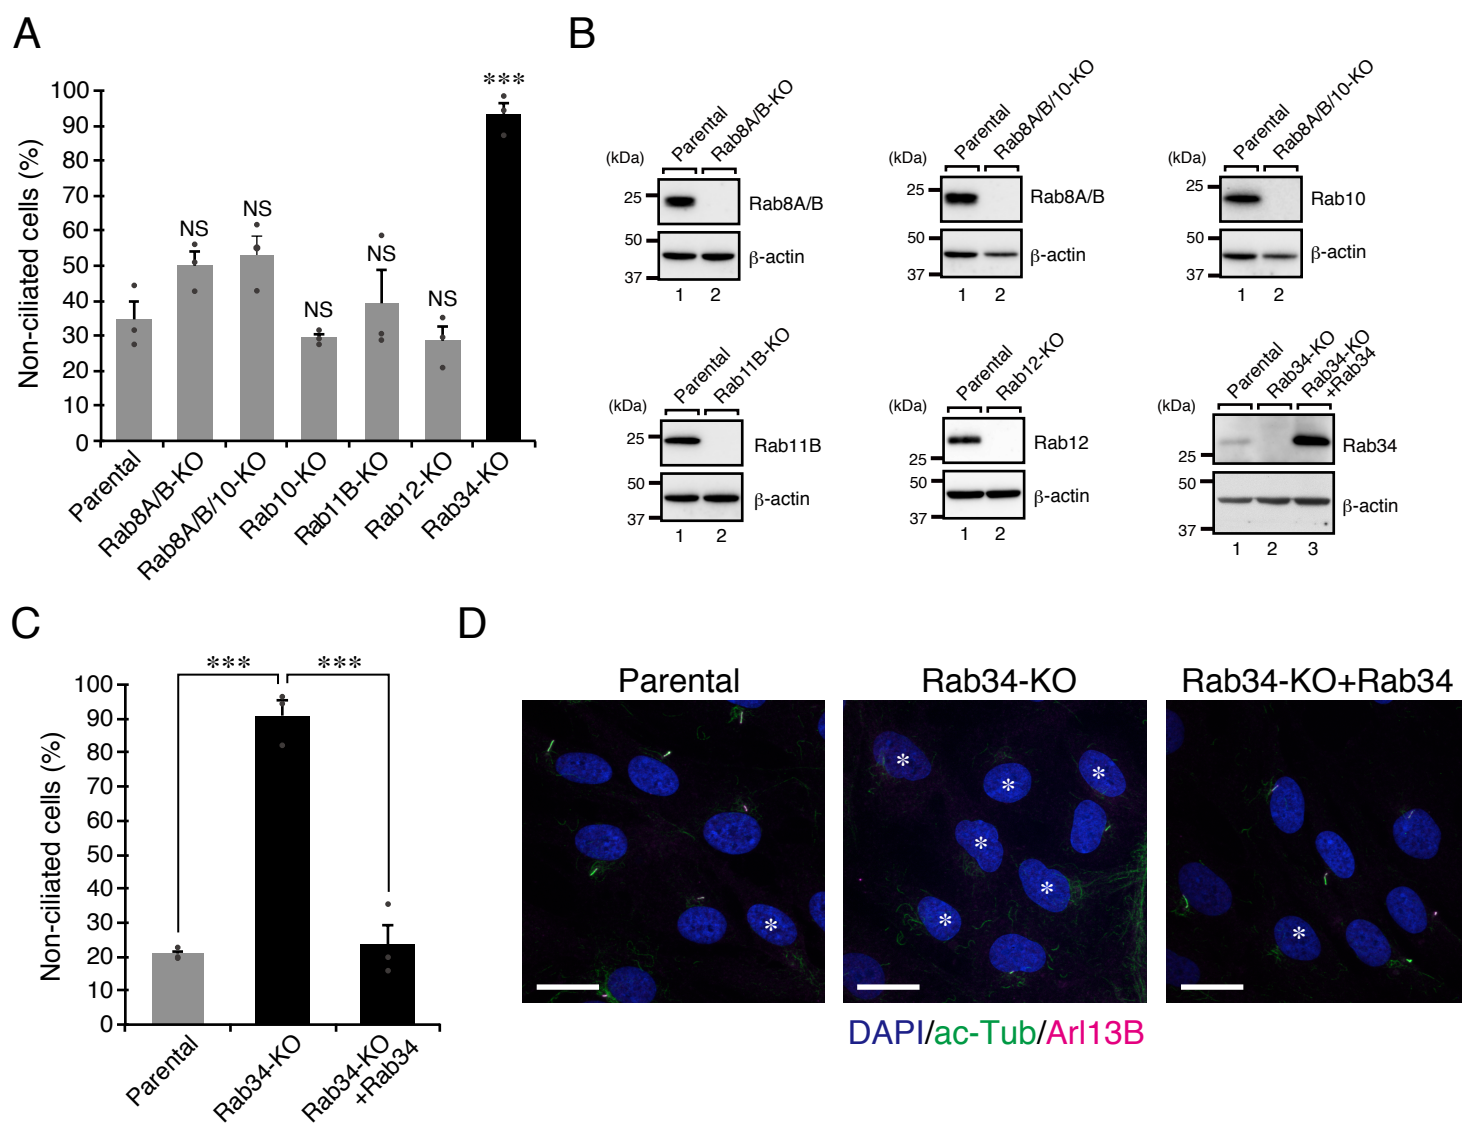 A
Non-ciliated cells (%)
100
90
80
70
60
50
40
30
20
10
0
NS
NS
NS
NS
NS
***
Parental
Rab8A/B-KO
Rab8A/B/10-KO
Rab10-KO
Rab11B-KO
Rab12-KO
Rab34-KO
B
(kDa)
Parental
Rab8A/B-KO
25
Rab8A/B
50
37
β-actin
1 2
(kDa)
Parental
Rab8A/B/10-KO
25
Rab8A/B
50
37
β-actin
1 2
(kDa)
Parental
Rab8A/B/10-KO
25
Rab10
50
37
β-actin
1 2
(kDa)
Parental
Rab11B-KO
25
Rab11B
50
37
β-actin
1 2
(kDa)
Parental
Rab12-KO
Rab12
25
50
37
β-actin
1 2
(kDa)
Parental
Rab34-KO
Rab34-KO
+Rab34
Rab34
25
50
β-actin
37
1 2 3
C
Non-ciliated cells (%)
100
90
80
70
60
50
40
30
20
10
0
*** ***
Parental
Rab34-KO
Rab34-KO
+Rab34
D
Parental
Rab34-KO
Rab34-KO+Rab34
*
*
*
*
*
*
*
*
DAPI/ac-Tub/Arl13B